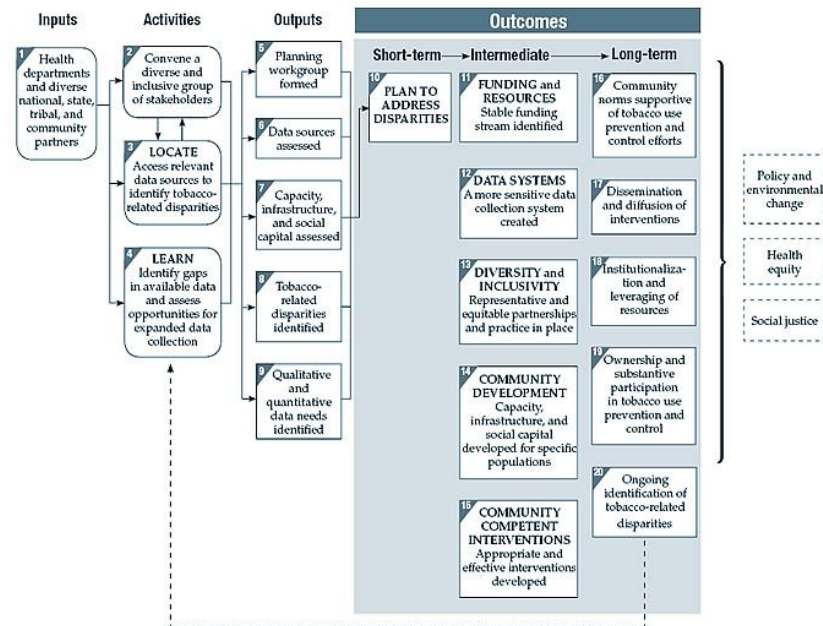 Inputs
Activities
Outputs
Outcomes
Short-term
Intermediate
Long-term
1
Health
departments
and diverse
national, state,
tribal, and
community
partners
2
Convene a
diverse and
inclusive group
of stakeholders
3
LOCATE
Access relevant
data sources to
identify tobacco-
related disparities
4
LEARN
Identify gaps
in available data
and assess
opportunities for
expanded data
collection
5
Planning
workgroup
formed
6
Data sources
assessed
7
Capacity,
infrastructure,
and social
capital assessed
8
Tobacco-
related
disparities
identified
9
Qualitative
and
quantitative
data needs
identified
10
PLAN TO
ADDRESS
DISPARITIES
11
FUNDING and
RESOURCES
Stable funding
stream identified
12
DATA SYSTEMS
A more sensitive data
collection system
created
13
DIVERSITY and
INCLUSIVITY
Representative and
equitable partnerships
and practice in place
14
COMMUNITY
DEVELOPMENT
Capacity,
infrastructure, and
social capital
developed for specific
populations
15
COMMUNITY
COMPETENT
INTERVENTIONS
Appropriate and
effective interventions
developed
16
Community
norms supportive
of tobacco use
prevention and
control efforts
17
Dissemination
and diffusion of
interventions
18
Institutionaliza-
tion and
leveraging of
resources
19
Ownership and
substantive
participation
in tobacco use
prevention and
control
20
Ongoing
identification of
tobacco-related
disparities
Policy and
environmental
change
Health
equity
Social justice